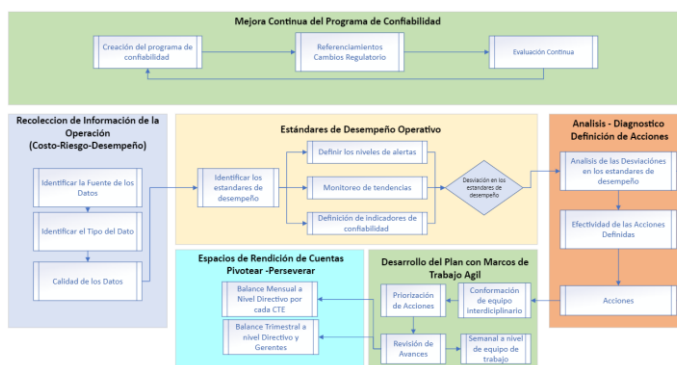 Mejora Continua del Programa de Confiabilidad
Creación del programa de
confiabilidad
Referenciamientos
Cambios Regulatorio
Evaluación Continua
Recoleccion de Información de la
Operación
(Costo-Riesgo-Desempeño)
Identificar la Fuente de los
Datos
Identificar el Tipo del Dato
Calidad de los Datos
Estándares de Desempeño Operativo
Identificar los
estandares de
desempeño
Definir los niveles de alertas
Monitoreo de tendencias
Definición de indicadores de
confiabilidad
Desviación en los
estandares de
desempeño
Analisis - Diagnostico
Definición de Acciones
Analisis de las Desviaciónes
en los estandares de
desempeño
Efectividad de las Acciones
Definidas
Acciones
Espacios de Rendición de Cuentas
Pivotear -Perseverar
Balance Mensual a
Nivel Directivo por
cada CTE
Balance Trimestral a
nivel Directivo y
Gerentes
Desarrollo del Plan con Marcos de
Trabajo Agil
Priorización
de Acciones
Conformación
de equipo
interdiciplinario
Revisión de
Avances
Semanal a nivel
de equipo de
trabajo